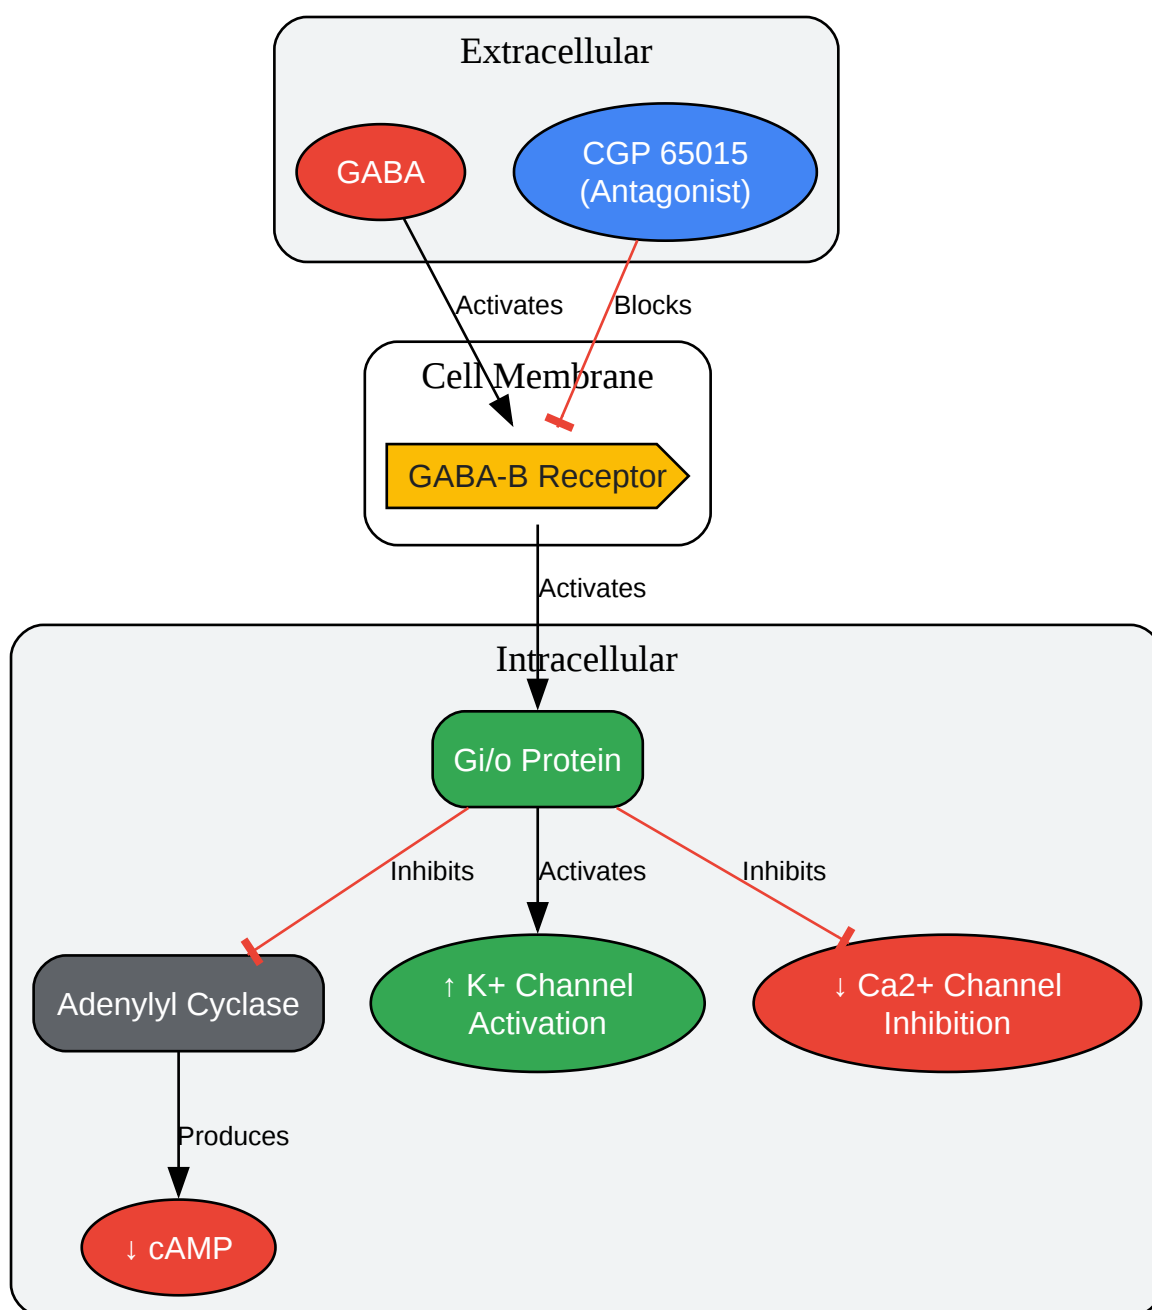 Extracellular
GABA
CGP 65015
(Antagonist)
Activates
Blocks
Cell Membrane
GABA-B Receptor
Activates
Intracellular
Gi/o Protein
Inhibits
Activates
Inhibits
Adenylyl Cyclase
↑ K+ Channel
Activation
↓ Ca2+ Channel
Inhibition
Produces
↓ cAMP